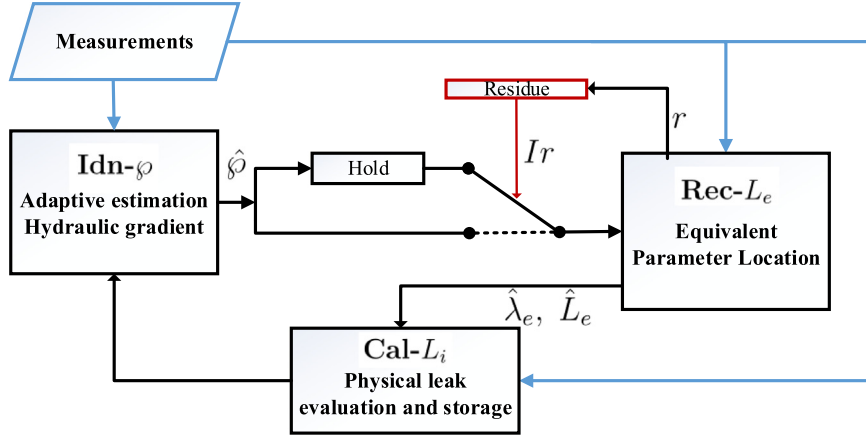 Measurements
Residue
r
Idn-℘
Adaptive estimation
Hydraulic gradient
℘̂
Hold
Ir
Rec-Lₑ
Equivalent
Parameter Location
λ̂ₑ, L̂ₑ
Cal-Lᵢ
Physical leak
evaluation and storage